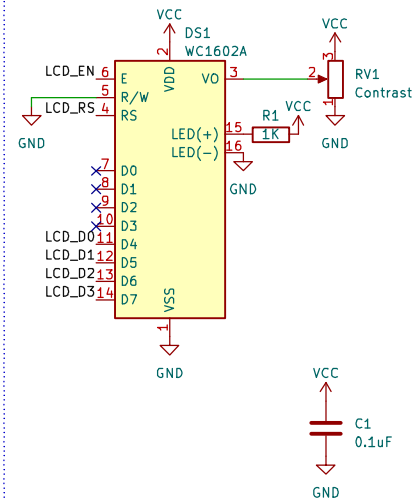 VCC
DS1
WC1602A
2
VDD
LCD_EN 6 E
5 R/W
LCD_RS 4 RS
GND
VO 3
VCC
3
2
RV1
Contrast
1
GND
R1
VCC
LED(+) 15 1K
LED(-) 16
GND
7 D0
8 D1
9 D2
10 D3
LCD_D0 11 D4
LCD_D1 12 D5
LCD_D2 13 D6
LCD_D3 14 D7
VSS
1
GND
VCC
C1
0.1uF
GND